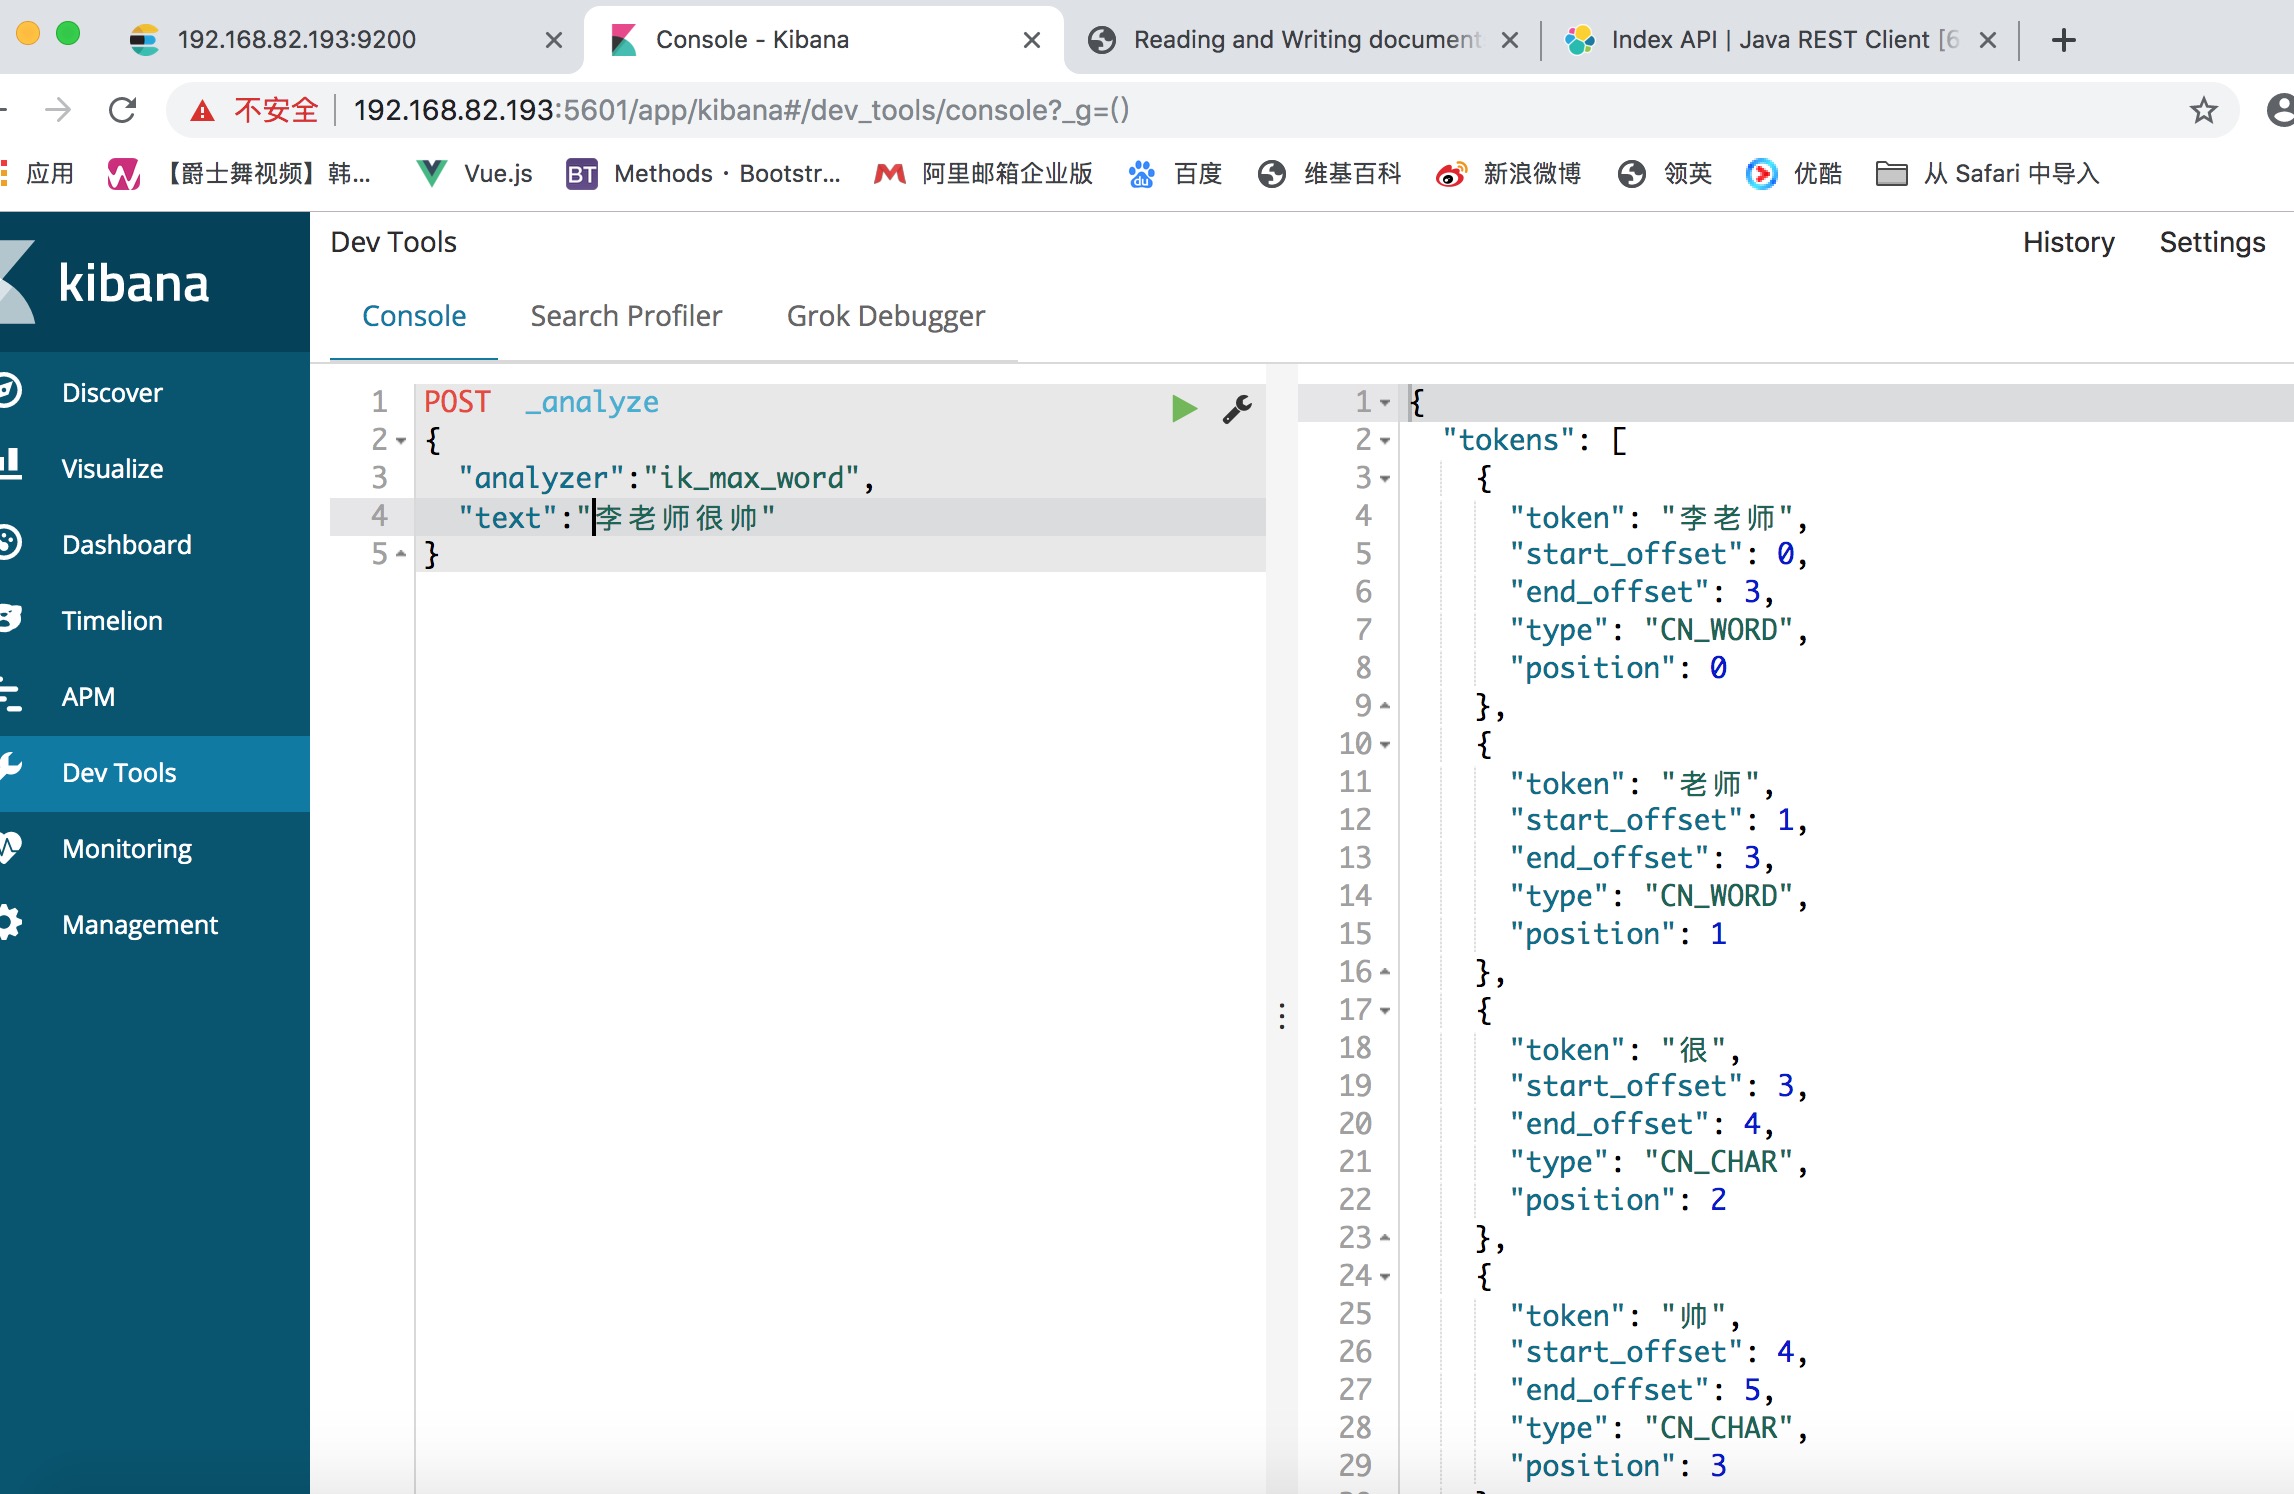 192.168.82.193:9200
Console - Kibana
Reading and Writing document
Index API | Java REST Client [6
不安全 192.168.82.193:5601/app/kibana#/dev_tools/console?_g=()
应用
【爵士舞视频】韩...
Vue.js
BT Methods · Bootstr...
阿里邮箱企业版
百度
维基百科
新浪微博
领英
优酷
从 Safari 中导入
kibana
Discover
Visualize
Dashboard
Timelion
APM
Dev Tools
Monitoring
Management
Dev Tools
History
Settings
Console
Search Profiler
Grok Debugger
1 POST _analyze
2 {
3 "analyzer":"ik_max_word",
4 "text":"李老师很帅"
5 }
1 {
2 "tokens": [
3 {
4 "token": "李老师",
5 "start_offset": 0,
6 "end_offset": 3,
7 "type": "CN_WORD",
8 "position": 0
9 },
10 {
11 "token": "老师",
12 "start_offset": 1,
13 "end_offset": 3,
14 "type": "CN_WORD",
15 "position": 1
16 },
17 {
18 "token": "很",
19 "start_offset": 3,
20 "end_offset": 4,
21 "type": "CN_CHAR",
22 "position": 2
23 },
24 {
25 "token": "帅",
26 "start_offset": 4,
27 "end_offset": 5,
28 "type": "CN_CHAR",
29 "position": 3